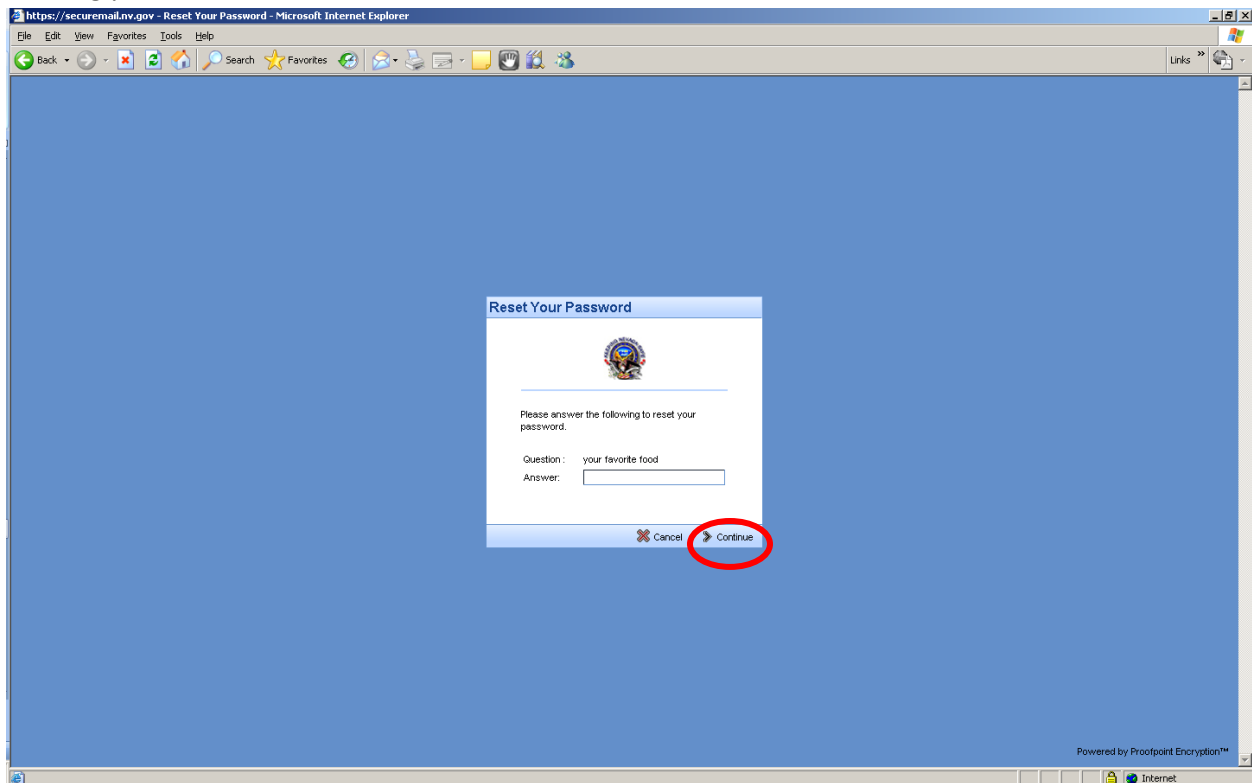 https://securemail.nv.gov - Reset Your Password - Microsoft Internet Explorer
File Edit View Favorites Tools Help
Back Search Favorites Links »
Reset Your Password
Please answer the following to reset your
password.
Question : your favorite food
Answer:
Cancel Continue
Powered by Proofpoint Encryption™
Internet